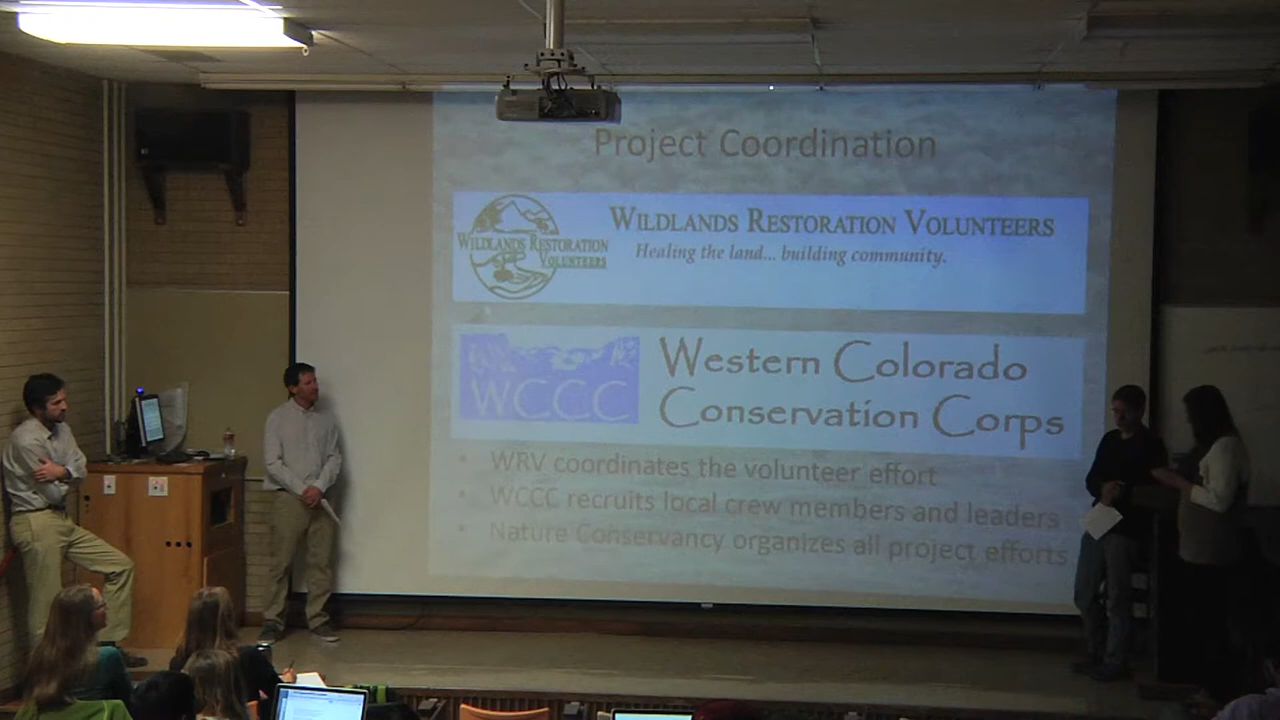 Project Coordination
WILDLANDS RESTORATION VOLUNTEERS
Healing the land... building community.
WILDLANDS RESTORATION
VOLUNTEERS
WCCC
Western Colorado
Conservation Corps
• WRV coordinates the volunteer effort
• WCCC recruits local crew members and leaders
• Nature Conservancy organizes all project efforts